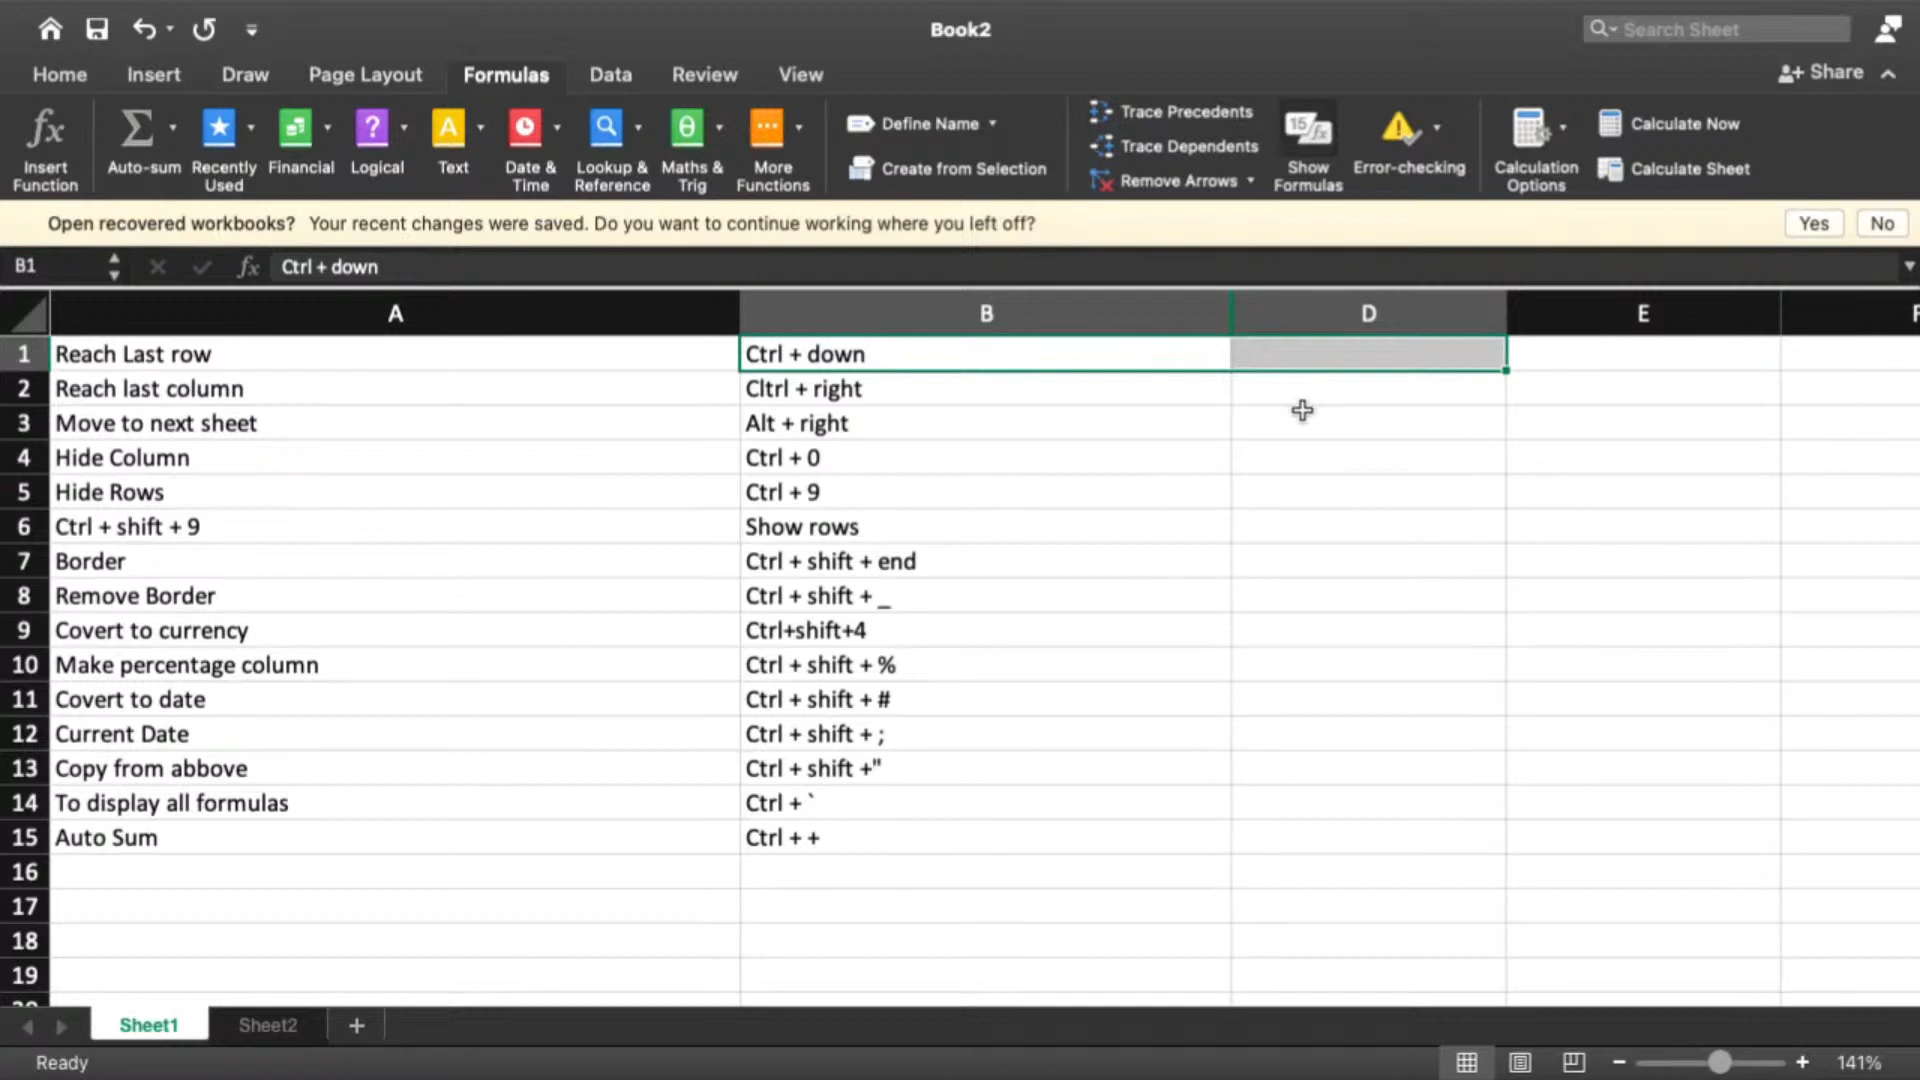 Book2
Search Sheet
Home Insert Draw Page Layout Formulas Data Review View
Share
fx
Insert Function
Auto-sum
Recently Used
Financial
Logical
Text
Date & Time
Lookup & Reference
Maths & Trig
More Functions
Define Name
Create from Selection
Trace Precedents
Trace Dependents
Remove Arrows
Show Formulas
Error-checking
Calculation Options
Calculate Now
Calculate Sheet
Open recovered workbooks? Your recent changes were saved. Do you want to continue working where you left off? Yes No
B1 fx Ctrl + down
A B D E F
1 Reach Last row Ctrl + down
2 Reach last column Cltrl + right
3 Move to next sheet Alt + right
4 Hide Column Ctrl + 0
5 Hide Rows Ctrl + 9
6 Ctrl + shift + 9 Show rows
7 Border Ctrl + shift + end
8 Remove Border Ctrl + shift + _
9 Covert to currency Ctrl+shift+4
10 Make percentage column Ctrl + shift + %
11 Covert to date Ctrl + shift + #
12 Current Date Ctrl + shift + ;
13 Copy from abbove Ctrl + shift +"
14 To display all formulas Ctrl + `
15 Auto Sum Ctrl + +
16
17
18
19
Sheet1 Sheet2 +
Ready 141%